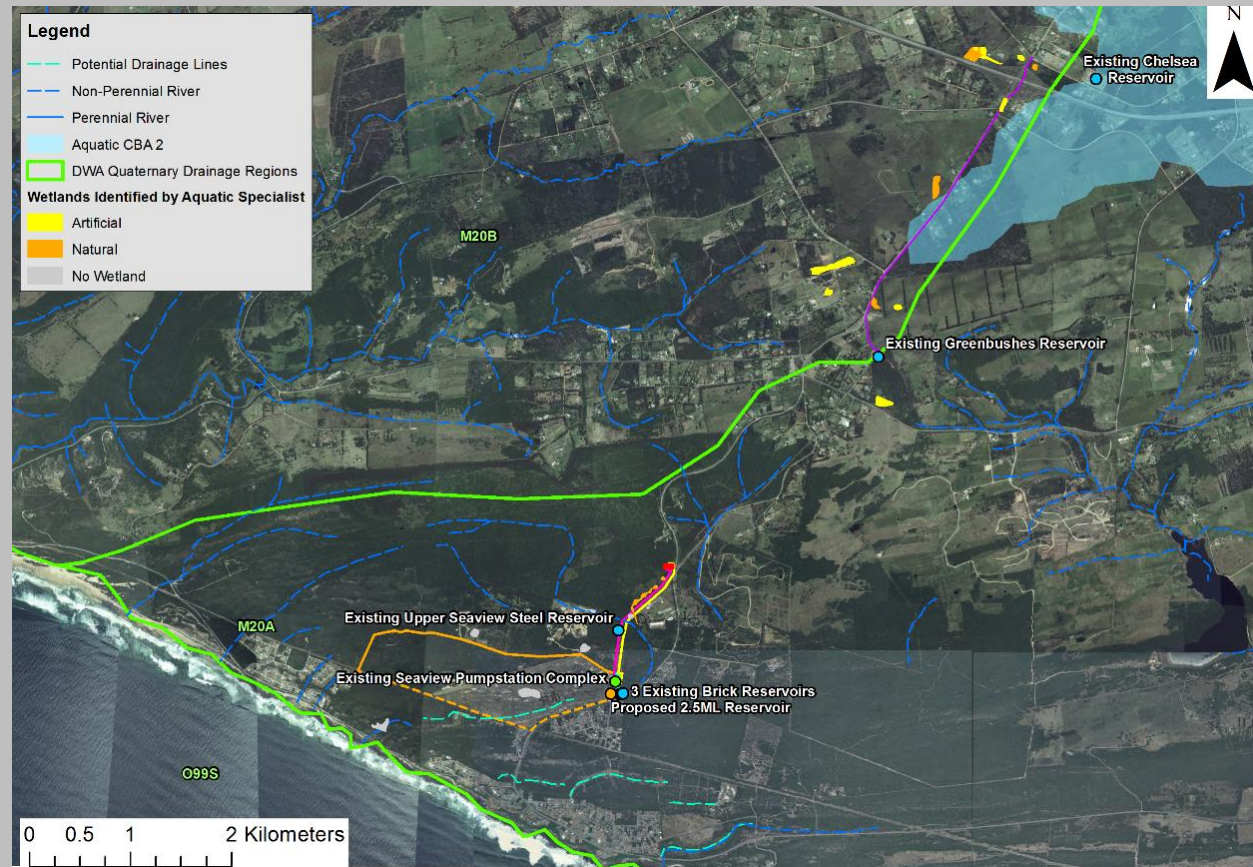 Legend
Potential Drainage Lines
Non-Perennial River
Perennial River
Aquatic CBA 2
DWA Quaternary Drainage Regions
Wetlands Identified by Aquatic Specialist
Artificial
Natural
No Wetland
N
Existing Chelsea
Reservoir
M20B
Existing Greenbushes Reservoir
Existing Upper Seaview Steel Reservoir
M20A
Existing Seaview Pumpstation Complex
3 Existing Brick Reservoirs
Proposed 2.5ML Reservoir
O99S
0 0.5 1 2 Kilometers